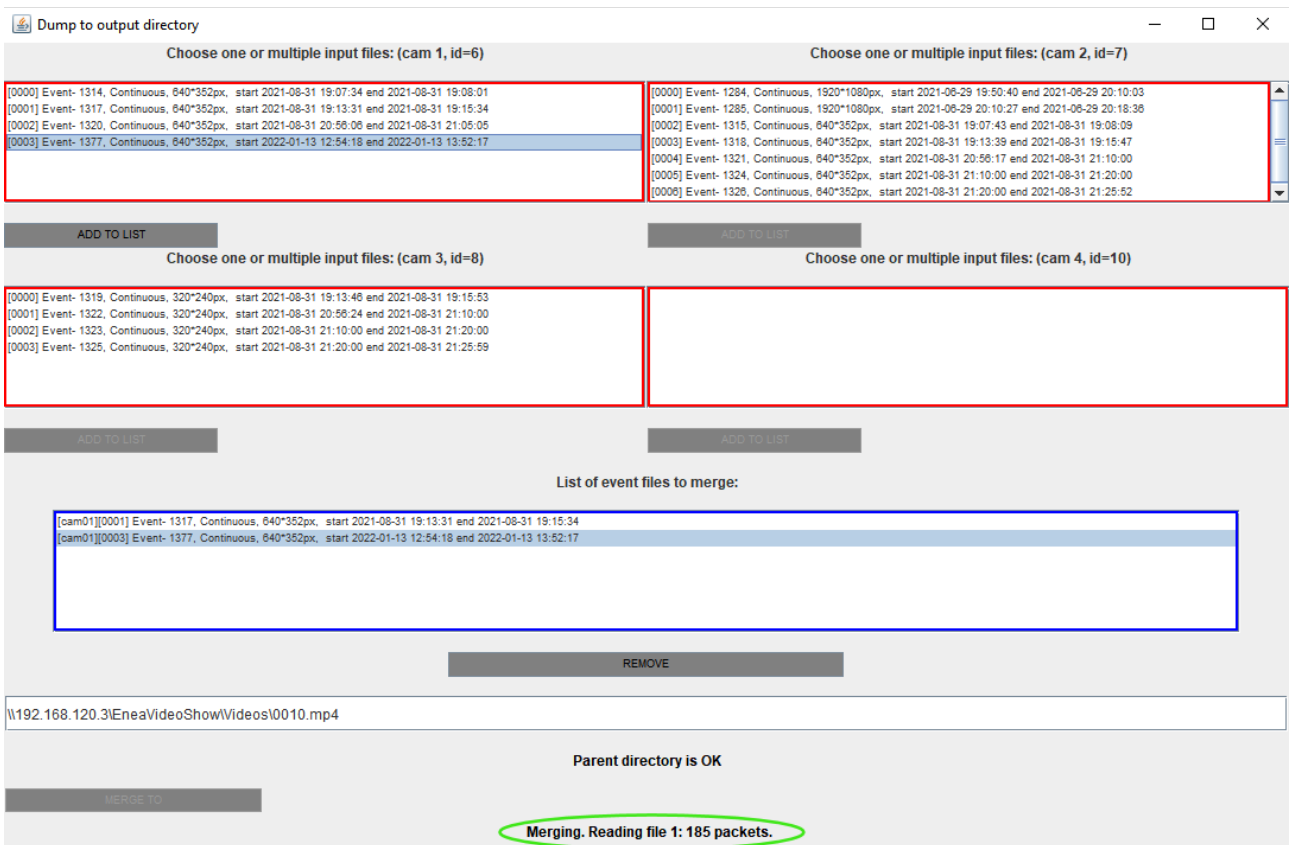 Dump to output directory
Choose one or multiple input files: (cam 1, id=6)
Choose one or multiple input files: (cam 2, id=7)
[0000] Event- 1314, Continuous, 640*352px, start 2021-08-31 19:07:34 end 2021-08-31 19:08:01
[0001] Event- 1317, Continuous, 640*352px, start 2021-08-31 19:13:31 end 2021-08-31 19:15:34
[0002] Event- 1320, Continuous, 640*352px, start 2021-08-31 20:56:06 end 2021-08-31 21:05:05
[0003] Event- 1377, Continuous, 640*352px, start 2022-01-13 12:54:18 end 2022-01-13 13:52:17
[0000] Event- 1284, Continuous, 1920*1080px, start 2021-06-29 19:50:40 end 2021-06-29 20:10:03
[0001] Event- 1285, Continuous, 1920*1080px, start 2021-06-29 20:10:27 end 2021-06-29 20:18:36
[0002] Event- 1315, Continuous, 640*352px, start 2021-08-31 19:07:43 end 2021-08-31 19:08:09
[0003] Event- 1318, Continuous, 640*352px, start 2021-08-31 19:13:39 end 2021-08-31 19:15:47
[0004] Event- 1321, Continuous, 640*352px, start 2021-08-31 20:56:17 end 2021-08-31 21:10:00
[0005] Event- 1324, Continuous, 640*352px, start 2021-08-31 21:10:00 end 2021-08-31 21:20:00
[0006] Event- 1326, Continuous, 640*352px, start 2021-08-31 21:20:00 end 2021-08-31 21:25:52
ADD TO LIST
ADD TO LIST
Choose one or multiple input files: (cam 3, id=8)
Choose one or multiple input files: (cam 4, id=10)
[0000] Event- 1319, Continuous, 320*240px, start 2021-08-31 19:13:46 end 2021-08-31 19:15:53
[0001] Event- 1322, Continuous, 320*240px, start 2021-08-31 20:56:24 end 2021-08-31 21:10:00
[0002] Event- 1323, Continuous, 320*240px, start 2021-08-31 21:10:00 end 2021-08-31 21:20:00
[0003] Event- 1325, Continuous, 320*240px, start 2021-08-31 21:20:00 end 2021-08-31 21:25:59
ADD TO LIST
ADD TO LIST
List of event files to merge:
[cam01][0001] Event- 1317, Continuous, 640*352px, start 2021-08-31 19:13:31 end 2021-08-31 19:15:34
[cam01][0003] Event- 1377, Continuous, 640*352px, start 2022-01-13 12:54:18 end 2022-01-13 13:52:17
REMOVE
\\192.168.120.3\EneaVideoShow\Videos\0010.mp4
Parent directory is OK
MERGE TO
Merging. Reading file 1: 185 packets.